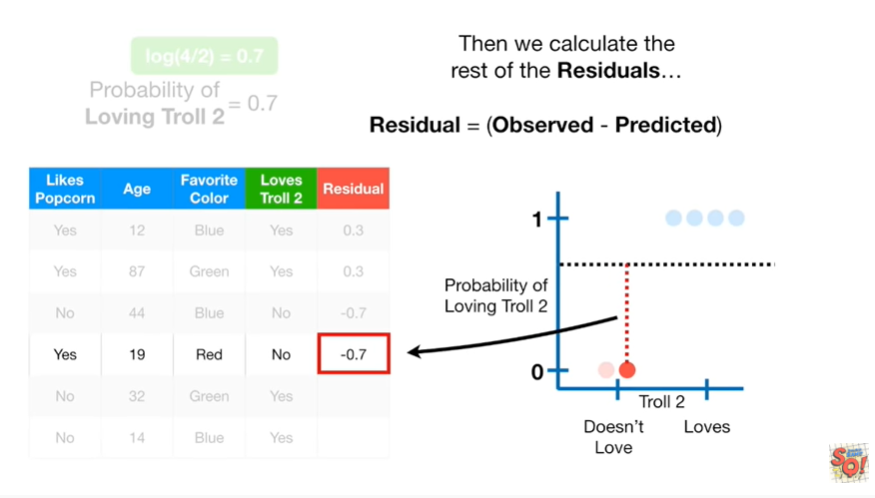 log(4/2) = 0.7
Probability of
Loving Troll 2 = 0.7
Then we calculate the
rest of the Residuals…
Residual = (Observed - Predicted)
Likes Popcorn Age Favorite Color Loves Troll 2 Residual
Yes 12 Blue Yes 0.3
Yes 87 Green Yes 0.3
No 44 Blue No -0.7
Yes 19 Red No -0.7
No 32 Green Yes
No 14 Blue Yes
1
Probability of
Loving Troll 2
0
Troll 2
Doesn't Love
Loves
SQ!